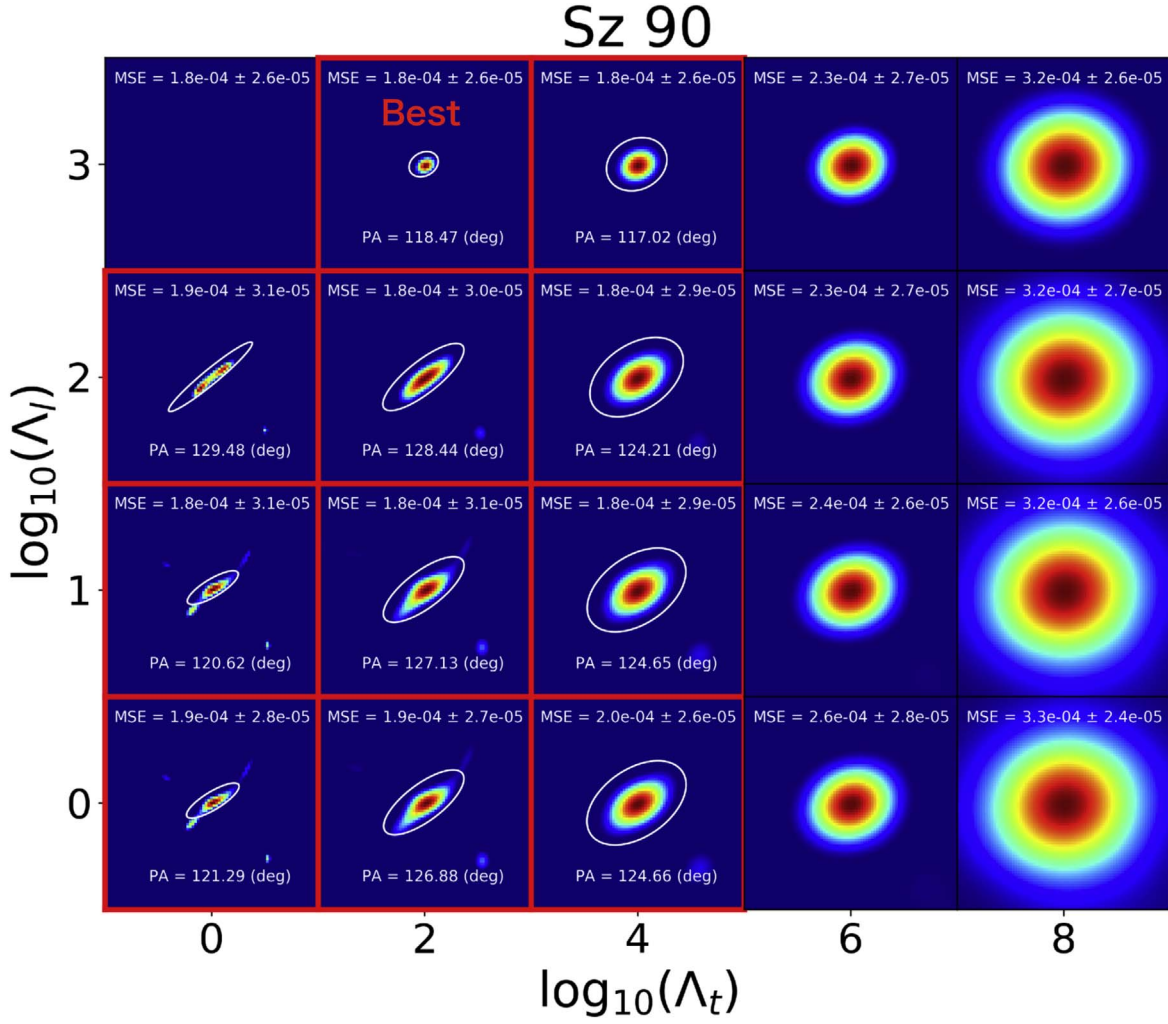 Sz 90
MSE = 1.8e-04 ± 2.6e-05 MSE = 1.8e-04 ± 2.6e-05 MSE = 1.8e-04 ± 2.6e-05 MSE = 2.3e-04 ± 2.7e-05 MSE = 3.2e-04 ± 2.6e-05
Best
3
PA = 118.47 (deg) PA = 117.02 (deg)
MSE = 1.9e-04 ± 3.1e-05 MSE = 1.8e-04 ± 3.0e-05 MSE = 1.8e-04 ± 2.9e-05 MSE = 2.3e-04 ± 2.7e-05 MSE = 3.2e-04 ± 2.7e-05
2
PA = 129.48 (deg) PA = 128.44 (deg) PA = 124.21 (deg)
log₁₀(Λ_l)
MSE = 1.8e-04 ± 3.1e-05 MSE = 1.8e-04 ± 3.1e-05 MSE = 1.8e-04 ± 2.9e-05 MSE = 2.4e-04 ± 2.6e-05 MSE = 3.2e-04 ± 2.6e-05
1
PA = 120.62 (deg) PA = 127.13 (deg) PA = 124.65 (deg)
MSE = 1.9e-04 ± 2.8e-05 MSE = 1.9e-04 ± 2.7e-05 MSE = 2.0e-04 ± 2.6e-05 MSE = 2.6e-04 ± 2.8e-05 MSE = 3.3e-04 ± 2.4e-05
0
PA = 121.29 (deg) PA = 126.88 (deg) PA = 124.66 (deg)
0 2 4 6 8
log₁₀(Λ_t)